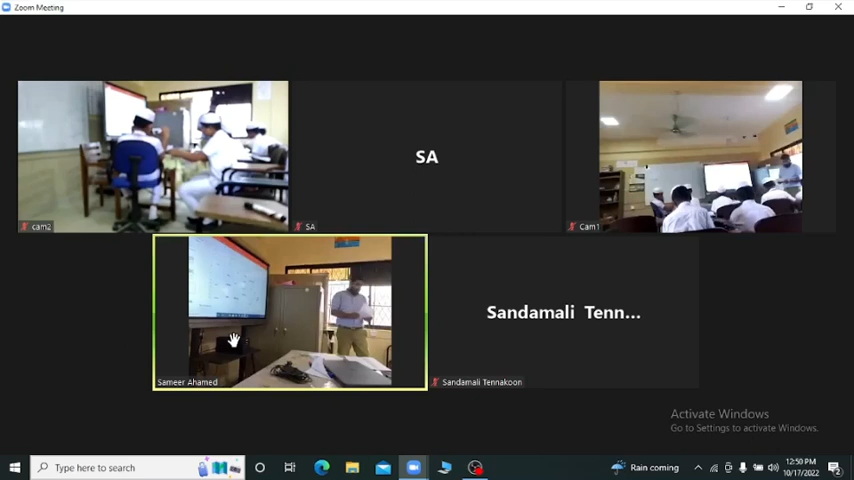 Zoom Meeting
SA
cam2
SA
Cam1
Sandamali Tenn...
Sameer Ahamed
Sandamali Tennakoon
Activate Windows
Go to Settings to activate Windows.
Type here to search
Rain coming
12:50 PM
10/17/2022
2